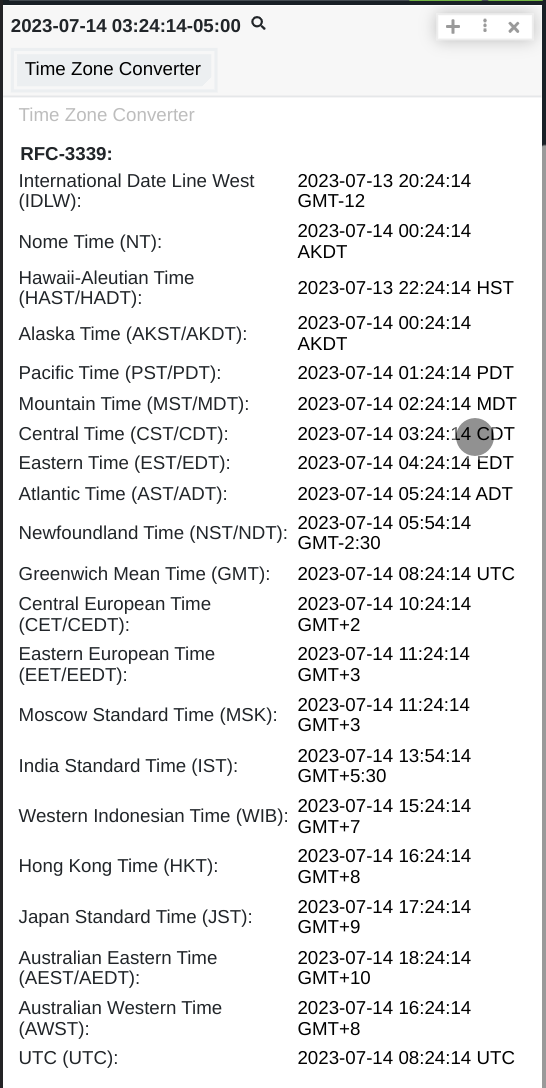 2023-07-14 03:24:14-05:00
Time Zone Converter
Time Zone Converter
RFC-3339:
International Date Line West
(IDLW):
2023-07-13 20:24:14
GMT-12
Nome Time (NT):
2023-07-14 00:24:14
AKDT
Hawaii-Aleutian Time
(HAST/HADT):
2023-07-13 22:24:14 HST
Alaska Time (AKST/AKDT):
2023-07-14 00:24:14
AKDT
Pacific Time (PST/PDT):
2023-07-14 01:24:14 PDT
Mountain Time (MST/MDT):
2023-07-14 02:24:14 MDT
Central Time (CST/CDT):
2023-07-14 03:24:14 CDT
Eastern Time (EST/EDT):
2023-07-14 04:24:14 EDT
Atlantic Time (AST/ADT):
2023-07-14 05:24:14 ADT
Newfoundland Time (NST/NDT):
2023-07-14 05:54:14
GMT-2:30
Greenwich Mean Time (GMT):
2023-07-14 08:24:14 UTC
Central European Time
(CET/CEDT):
2023-07-14 10:24:14
GMT+2
Eastern European Time
(EET/EEDT):
2023-07-14 11:24:14
GMT+3
Moscow Standard Time (MSK):
2023-07-14 11:24:14
GMT+3
India Standard Time (IST):
2023-07-14 13:54:14
GMT+5:30
Western Indonesian Time (WIB):
2023-07-14 15:24:14
GMT+7
Hong Kong Time (HKT):
2023-07-14 16:24:14
GMT+8
Japan Standard Time (JST):
2023-07-14 17:24:14
GMT+9
Australian Eastern Time
(AEST/AEDT):
2023-07-14 18:24:14
GMT+10
Australian Western Time
(AWST):
2023-07-14 16:24:14
GMT+8
UTC (UTC):
2023-07-14 08:24:14 UTC